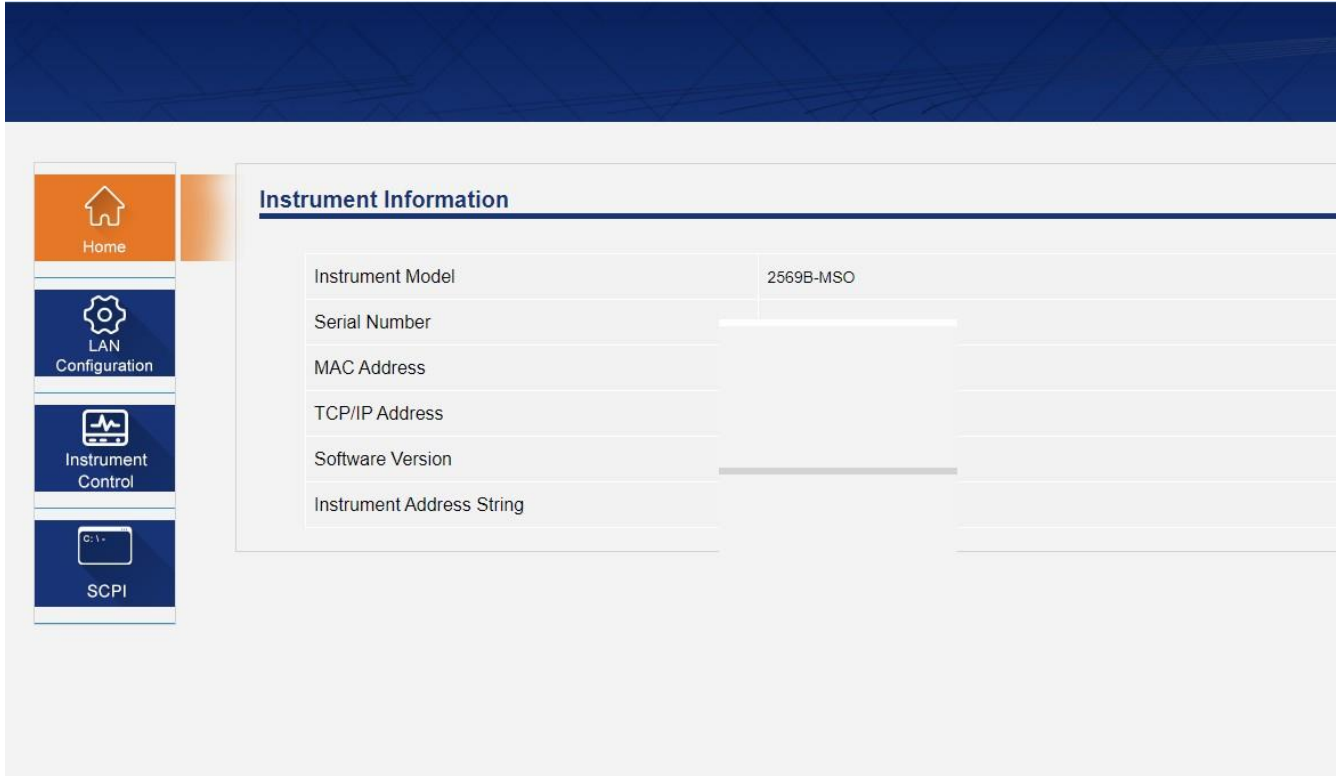 Home
LAN
Configuration
Instrument
Control
C:\-
SCPI
Instrument Information
Instrument Model 2569B-MSO
Serial Number
MAC Address
TCP/IP Address
Software Version
Instrument Address String